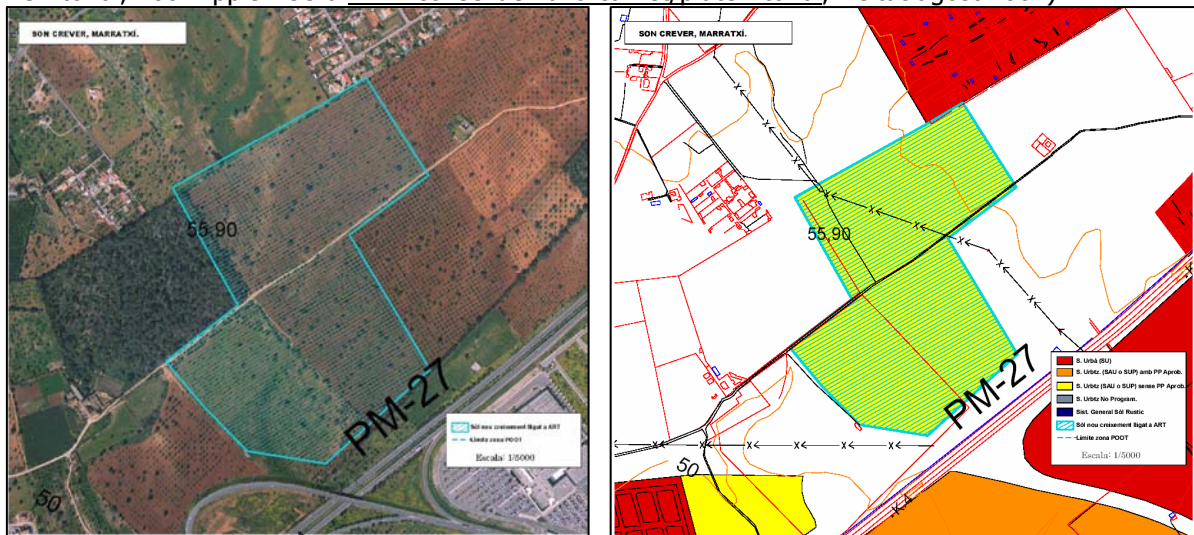 SON CREVER, MARRATXÍ.
55,90
PM-27
50
Sòl nou creixement lligat a ART
Límite zona POOT
Escala: 1/5000
SON CREVER, MARRATXÍ.
55,90
PM-27
50
S. Urbà (SU)
S. Urbtz. (SAU o SUP) amb PP Aprob.
S. Urbtz (SAU o SUP) sense PP Aprob.
S. Urbtz No Program.
Sist. General Sòl Rustic
Sòl nou creixement lligat a ART
Límite zona POOT
Escala: 1/5000